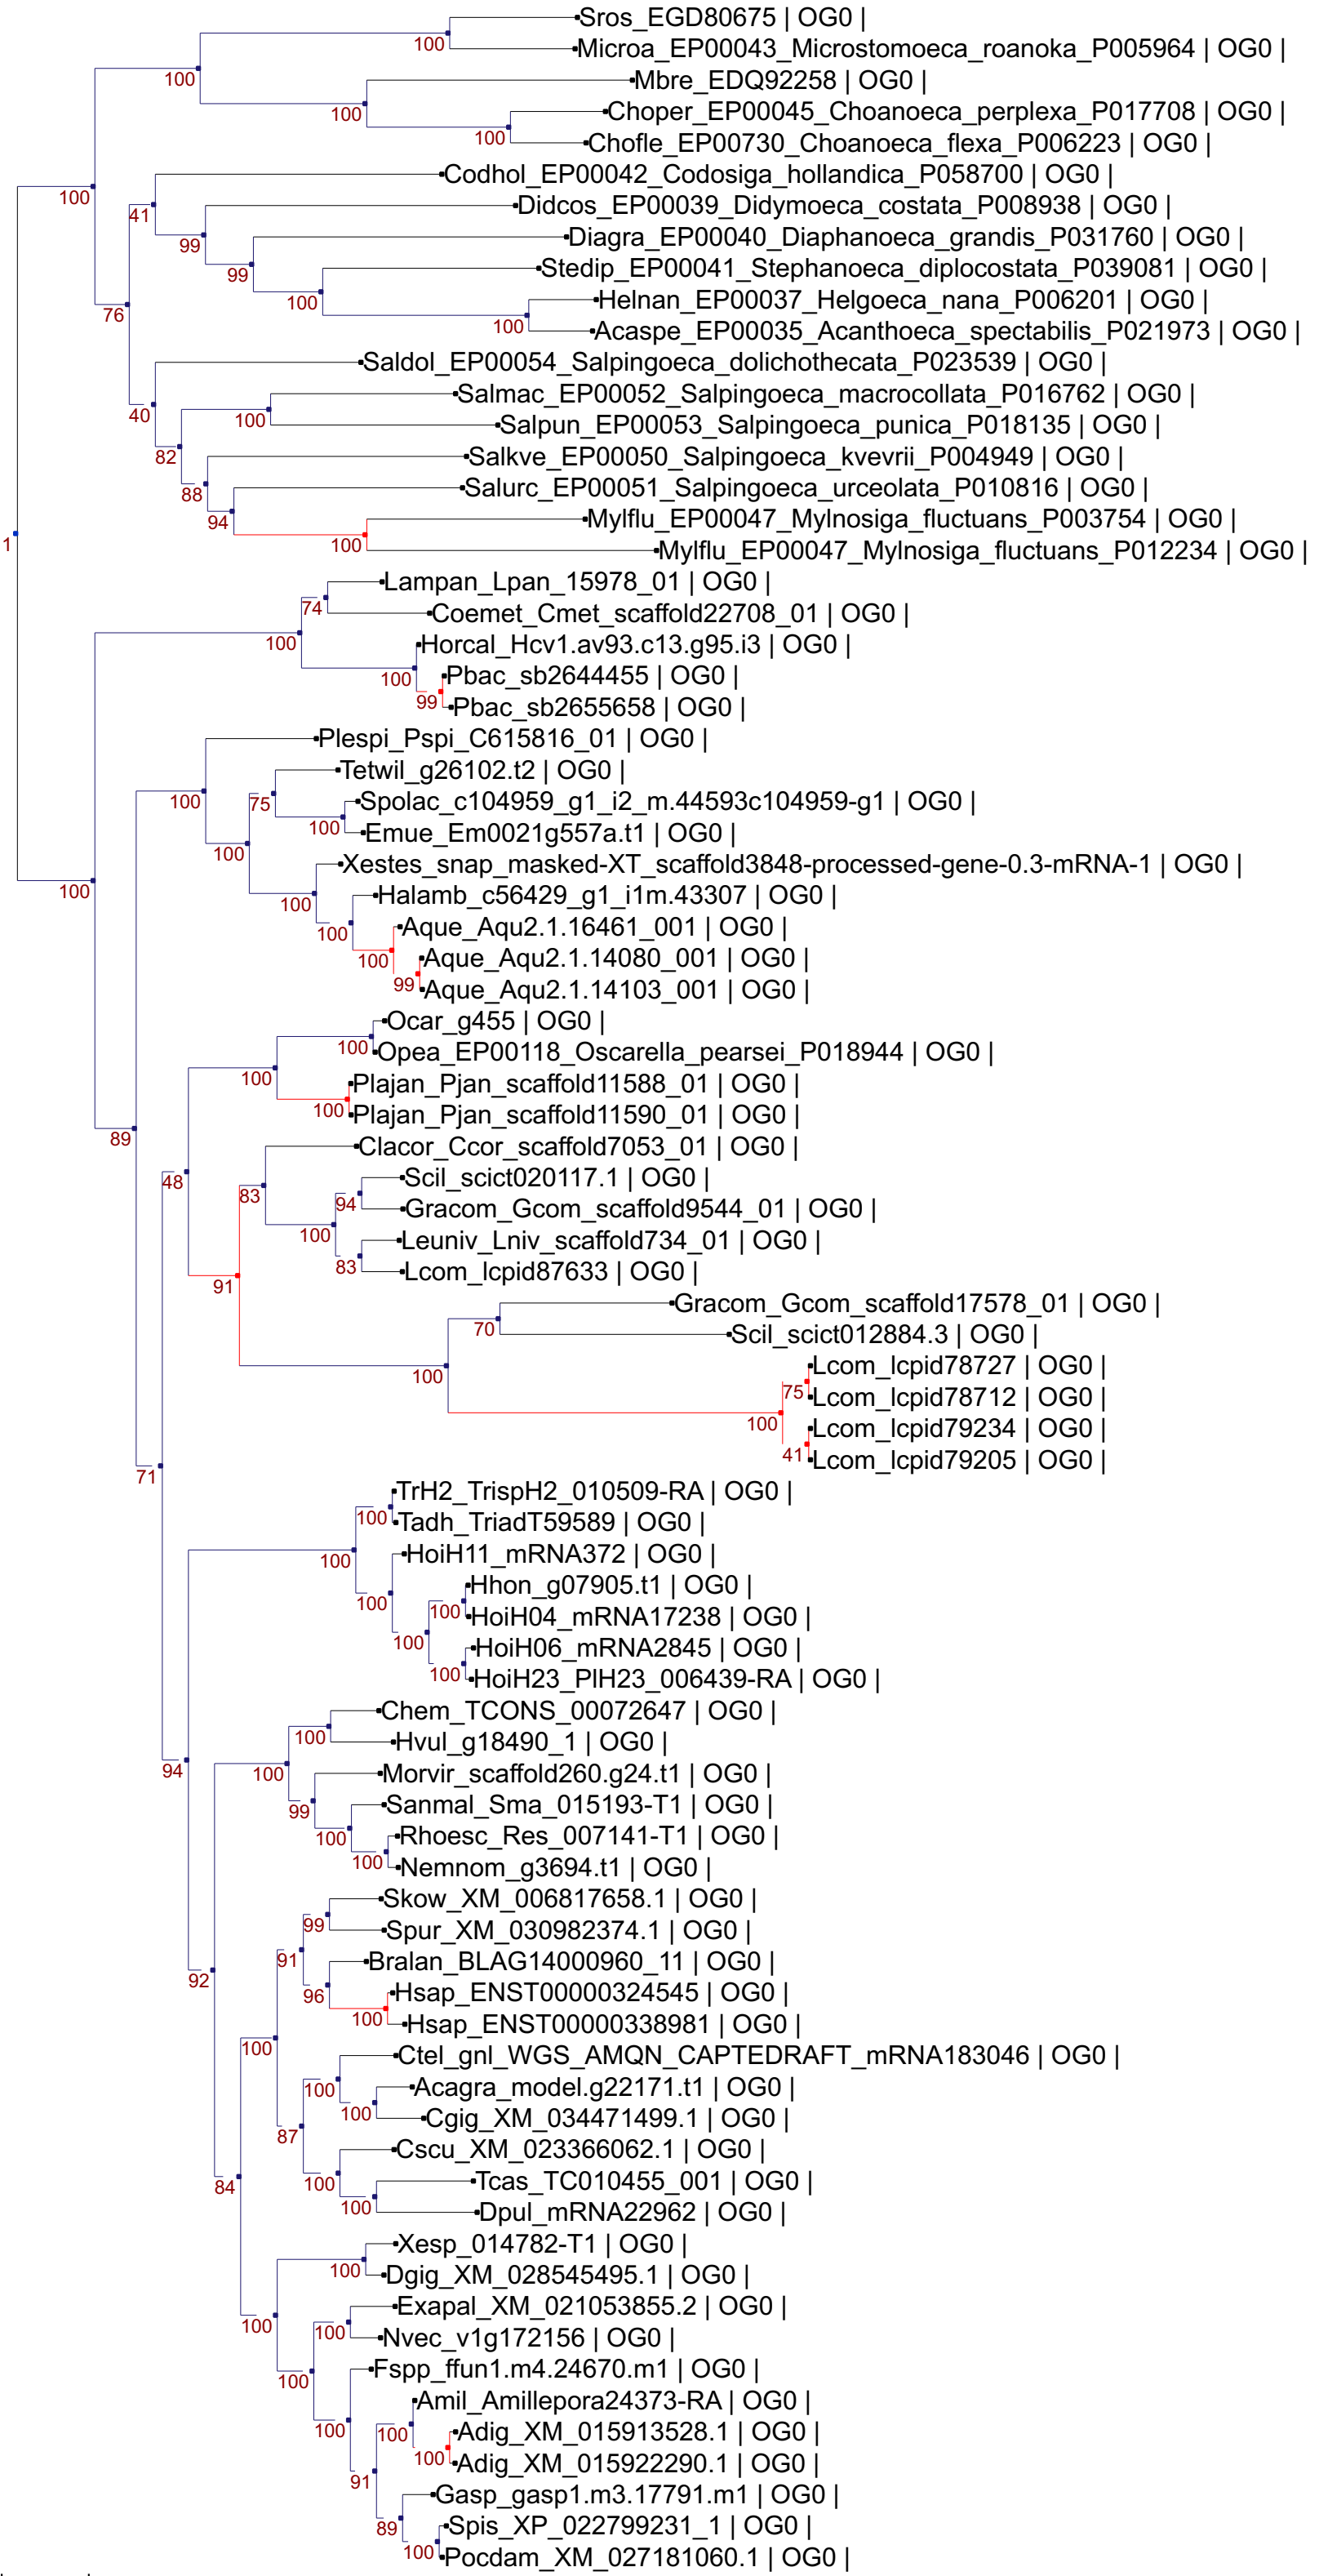 Sros_EGD80675 | OG0 |
100
Microa_EP00043_Microstomoeca_roanoka_P005964 | OG0 |
100
Mbre_EDQ92258 | OG0 |
100
Choper_EP00045_Choanoeca_perplexa_P017708 | OG0 |
100
Chofle_EP00730_Choanoeca_flexa_P006223 | OG0 |
Codhol_EP00042_Codosiga_hollandica_P058700 | OG0 |
100
41
Didcos_EP00039_Didymoeca_costata_P008938 | OG0 |
99
Diagra_EP00040_Diaphanoeca_grandis_P031760 | OG0 |
99
Stedip_EP00041_Stephanoeca_diplocostata_P039081 | OG0 |
100
Helnan_EP00037_Helgoeca_nana_P006201 | OG0 |
76
100
Acaspe_EP00035_Acanthoeca_spectabilis_P021973 | OG0 |
Saldol_EP00054_Salpingoeca_dolichothecata_P023539 | OG0 |
Salmac_EP00052_Salpingoeca_macrocollata_P016762 | OG0 |
40
100
Salpun_EP00053_Salpingoeca_punica_P018135 | OG0 |
82
Salkve_EP00050_Salpingoeca_kvevrii_P004949 | OG0 |
88
Salurc_EP00051_Salpingoeca_urceolata_P010816 | OG0 |
94
Mylflu_EP00047_Mylnosiga_fluctuans_P003754 | OG0 |
1
100
Mylflu_EP00047_Mylnosiga_fluctuans_P012234 | OG0 |
Lampan_Lpan_15978_01 | OG0 |
74
Coemet_Cmet_scaffold22708_01 | OG0 |
100
Horcal_Hcv1.av93.c13.g95.i3 | OG0 |
100
Pbac_sb2644455 | OG0 |
99
Pbac_sb2655658 | OG0 |
Plespi_Pspi_C615816_01 | OG0 |
Tetwil_g26102.t2 | OG0 |
100
75
Spolac_c104959_g1_i2_m.44593c104959-g1 | OG0 |
100
Emue_Em0021g557a.t1 | OG0 |
100
Xestes_snap_masked-XT_scaffold3848-processed-gene-0.3-mRNA-1 | OG0 |
100
100
Halamb_c56429_g1_i1m.43307 | OG0 |
100
Aque_Aqu2.1.16461_001 | OG0 |
100
Aque_Aqu2.1.14080_001 | OG0 |
99
Aque_Aqu2.1.14103_001 | OG0 |
Ocar_g455 | OG0 |
100
Opea_EP00118_Oscarella_pearsei_P018944 | OG0 |
100
Plajan_Pjan_scaffold11588_01 | OG0 |
100
Plajan_Pjan_scaffold11590_01 | OG0 |
89
Clacor_Ccor_scaffold7053_01 | OG0 |
48
Scil_scict020117.1 | OG0 |
83
94
Gracom_Gcom_scaffold9544_01 | OG0 |
100
Leuniv_Lniv_scaffold734_01 | OG0 |
83
Lcom_lcpid87633 | OG0 |
91
Gracom_Gcom_scaffold17578_01 | OG0 |
70
Scil_scict012884.3 | OG0 |
100
Lcom_lcpid78727 | OG0 |
75
Lcom_lcpid78712 | OG0 |
100
Lcom_lcpid79234 | OG0 |
41
Lcom_lcpid79205 | OG0 |
71
TrH2_TrispH2_010509-RA | OG0 |
100
Tadh_TriadT59589 | OG0 |
100
HoiH11_mRNA372 | OG0 |
Hhon_g07905.t1 | OG0 |
100
100
HoiH04_mRNA17238 | OG0 |
100
HoiH06_mRNA2845 | OG0 |
100
HoiH23_PlH23_006439-RA | OG0 |
Chem_TCONS_00072647 | OG0 |
100
Hvul_g18490_1 | OG0 |
94
100
Morvir_scaffold260.g24.t1 | OG0 |
99
Sanmal_Sma_015193-T1 | OG0 |
100
Rhoesc_Res_007141-T1 | OG0 |
100
Nemnom_g3694.t1 | OG0 |
Skow_XM_006817658.1 | OG0 |
99
Spur_XM_030982374.1 | OG0 |
91
Bralan_BLAG14000960_11 | OG0 |
92
96
Hsap_ENST00000324545 | OG0 |
100
Hsap_ENST00000338981 | OG0 |
100
Ctel_gnl_WGS_AMQN_CAPTEDRAFT_mRNA183046 | OG0 |
100
Acagra_model.g22171.t1 | OG0 |
100
Cgig_XM_034471499.1 | OG0 |
87
Cscu_XM_023366062.1 | OG0 |
84
100
Tcas_TC010455_001 | OG0 |
100
Dpul_mRNA22962 | OG0 |
Xesp_014782-T1 | OG0 |
100
Dgig_XM_028545495.1 | OG0 |
Exapal_XM_021053855.2 | OG0 |
100
100
Nvec_v1g172156 | OG0 |
100
Fspp_ffun1.m4.24670.m1 | OG0 |
Amil_Amillepora24373-RA | OG0 |
100
100
Adig_XM_015913528.1 | OG0 |
100
Adig_XM_015922290.1 | OG0 |
91
Gasp_gasp1.m3.17791.m1 | OG0 |
89
Spis_XP_022799231_1 | OG0 |
100
Pocdam_XM_027181060.1 | OG0 |